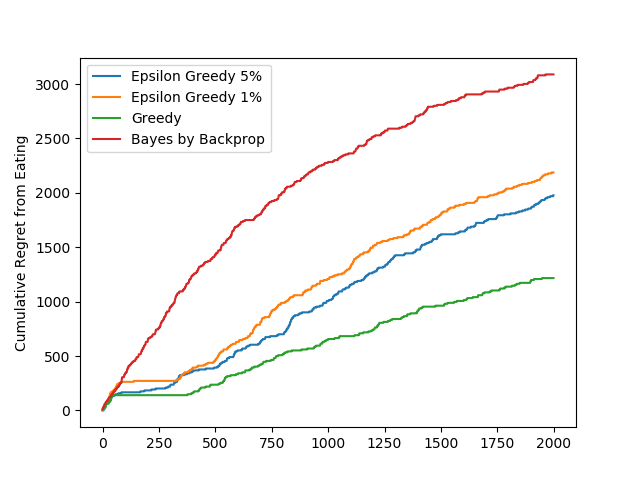 Epsilon Greedy 5%
Epsilon Greedy 1%
Greedy
Bayes by Backprop
Cumulative Regret from Eating
3000
2500
2000
1500
1000
500
0
0 250 500 750 1000 1250 1500 1750 2000